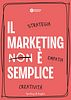 STRATEGIA
IL
MARKETING
NON È
EMPATIA
SEMPLICE
CREATIVITÀ